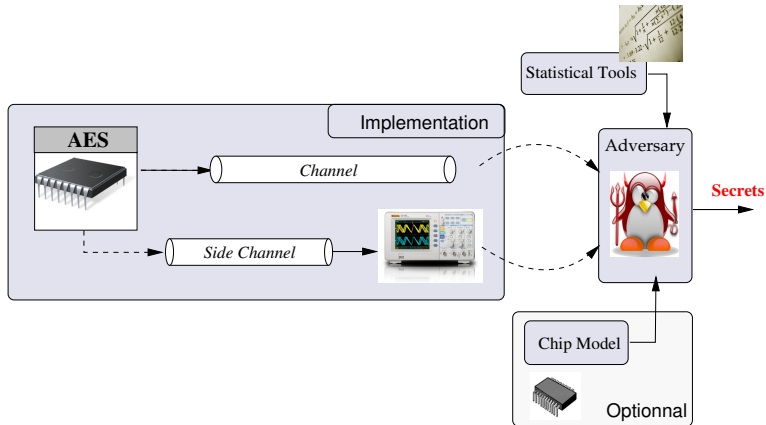 Statistical Tools
Implementation
AES
Channel
Adversary
Secrets
Side Channel
Chip Model
Optionnal